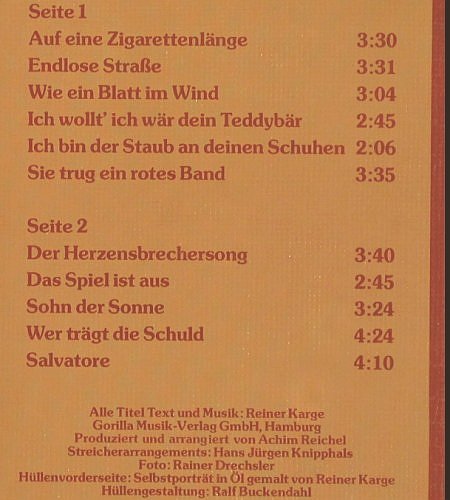 Seite 1
Auf eine Zigarettenlänge 3:30
Endlose Straße 3:31
Wie ein Blatt im Wind 3:04
Ich wollt' ich wär dein Teddybär 2:45
Ich bin der Staub an deinen Schuhen 2:06
Sie trug ein rotes Band 3:35
Seite 2
Der Herzensbrechersong 3:40
Das Spiel ist aus 2:45
Sohn der Sonne 3:24
Wer trägt die Schuld 4:24
Salvatore 4:10
Alle Titel Text und Musik: Reiner Karge
Gorilla Musik-Verlag GmbH, Hamburg
Produziert und arrangiert von Achim Reichel
Streicherarrangements: Hans Jürgen Knipphals
Foto: Rainer Drechsler
Hüllenvorderseite: Selbstporträt in Öl gemalt von Reiner Karge
Hüllengestaltung: Ralf Buckendahl